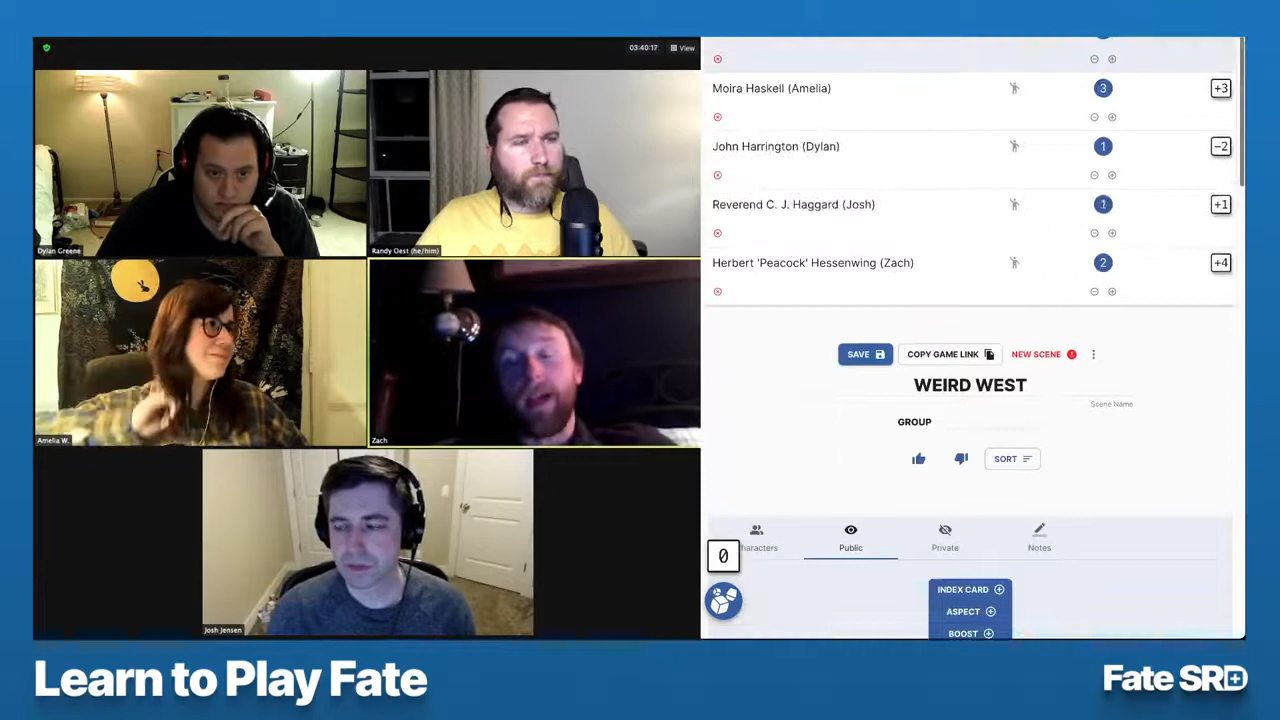 03:40:17
View
Dylan Greene
Randy Oest (he/him)
Amelia W.
Zach
Josh Jensen
Moira Haskell (Amelia)
3
+3
John Harrington (Dylan)
1
−2
Reverend C. J. Haggard (Josh)
1
+1
Herbert 'Peacock' Hessenwing (Zach)
2
+4
SAVE
COPY GAME LINK
NEW SCENE
WEIRD WEST
Scene Name
GROUP
SORT
haracters
Public
Private
Notes
0
INDEX CARD
ASPECT
BOOST
Learn to Play Fate
Fate SRD